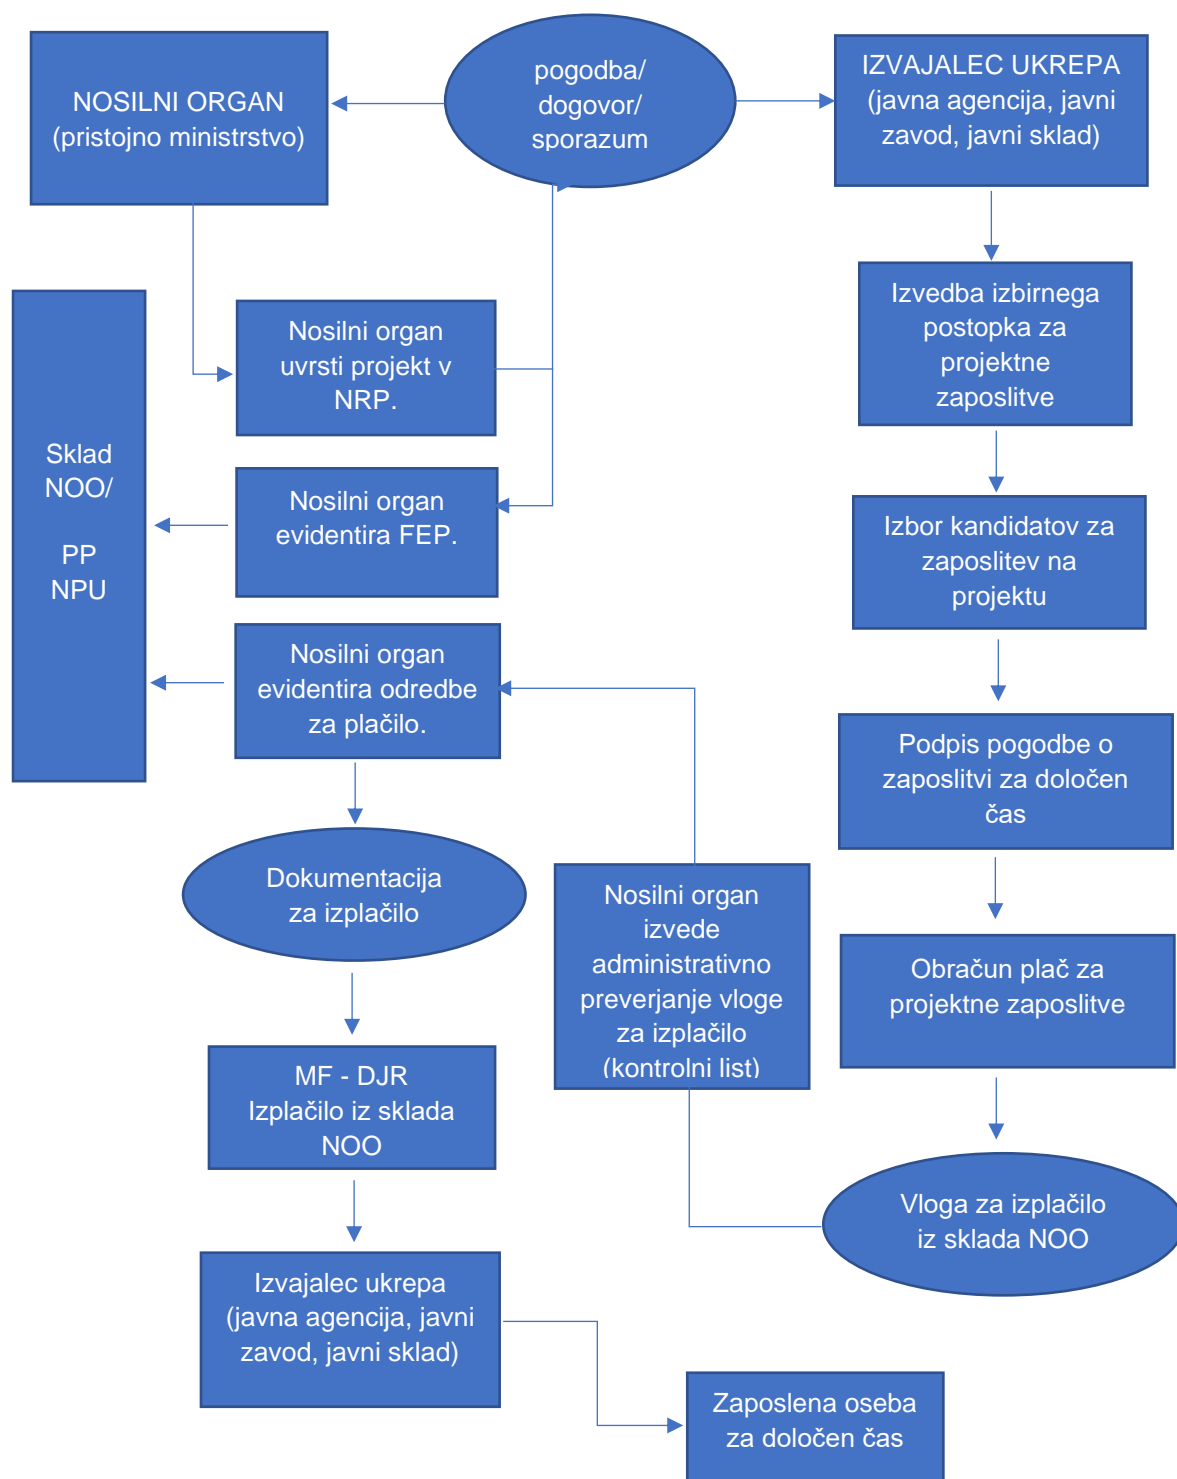 NOSILNI ORGAN
(pristojno ministrstvo)
pogodba/
dogovor/
sporazum
IZVAJALEC UKREPA
(javna agencija, javni
zavod, javni sklad)
Nosilni organ
uvrsti projekt v
NRP.
Izvedba izbirnega
postopka za
projektne
zaposlitve
Sklad
NOO/
PP
NPU
Nosilni organ
evidentira FEP.
Izbor kandidatov za
zaposlitev na
projektu
Nosilni organ
evidentira odredbe
za plačilo.
Podpis pogodbe o
zaposlitvi za določen
čas
Dokumentacija
za izplačilo
Nosilni organ
izvede
administrativno
preverjanje vloge
za izplačilo
(kontrolni list)
Obračun plač za
projektne zaposlitve
MF - DJR
Izplačilo iz sklada
NOO
Vloga za izplačilo
iz sklada NOO
Izvajalec ukrepa
(javna agencija, javni
zavod, javni sklad)
Zaposlena oseba
za določen čas